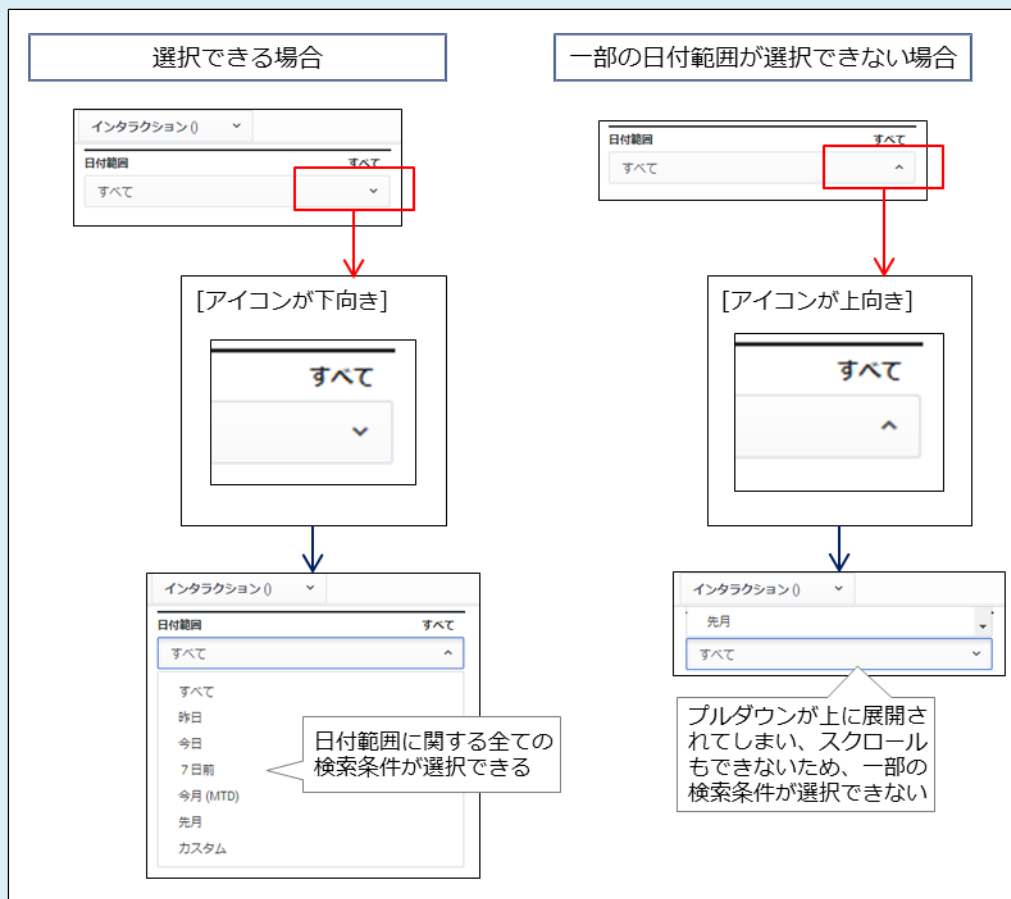 選択できる場合
一部の日付範囲が選択できない場合
インタラクション ()
日付範囲 すべて
すべて
日付範囲 すべて
すべて
[アイコンが下向き]
すべて
[アイコンが上向き]
すべて
インタラクション ()
日付範囲 すべて
すべて
すべて
昨日
今日
7日前
今月 (MTD)
先月
カスタム
日付範囲に関する全ての
検索条件が選択できる
インタラクション ()
先月
すべて
プルダウンが上に展開さ
れてしまい、スクロール
もできないため、一部の
検索条件が選択できない